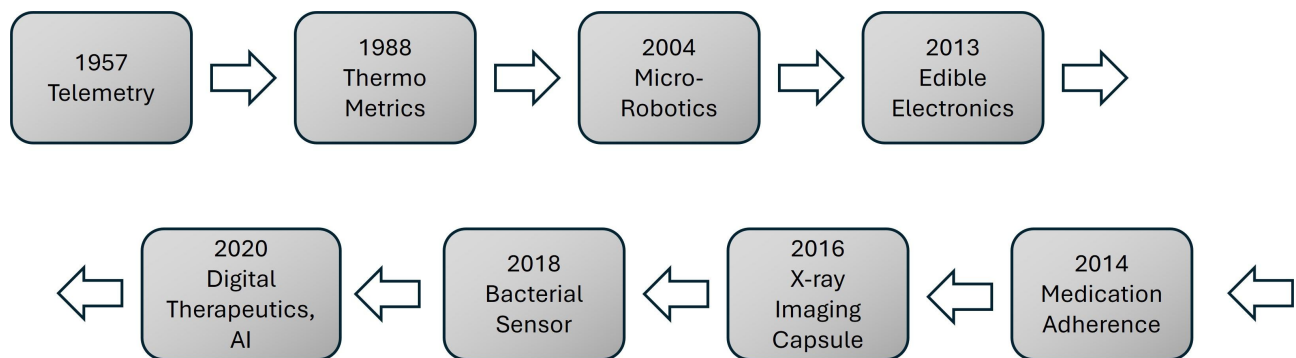 1957
Telemetry
1988
Thermo
Metrics
2004
Micro-
Robotics
2013
Edible
Electronics
2014
Medication
Adherence
2016
X-ray
Imaging
Capsule
2018
Bacterial
Sensor
2020
Digital
Therapeutics,
AI